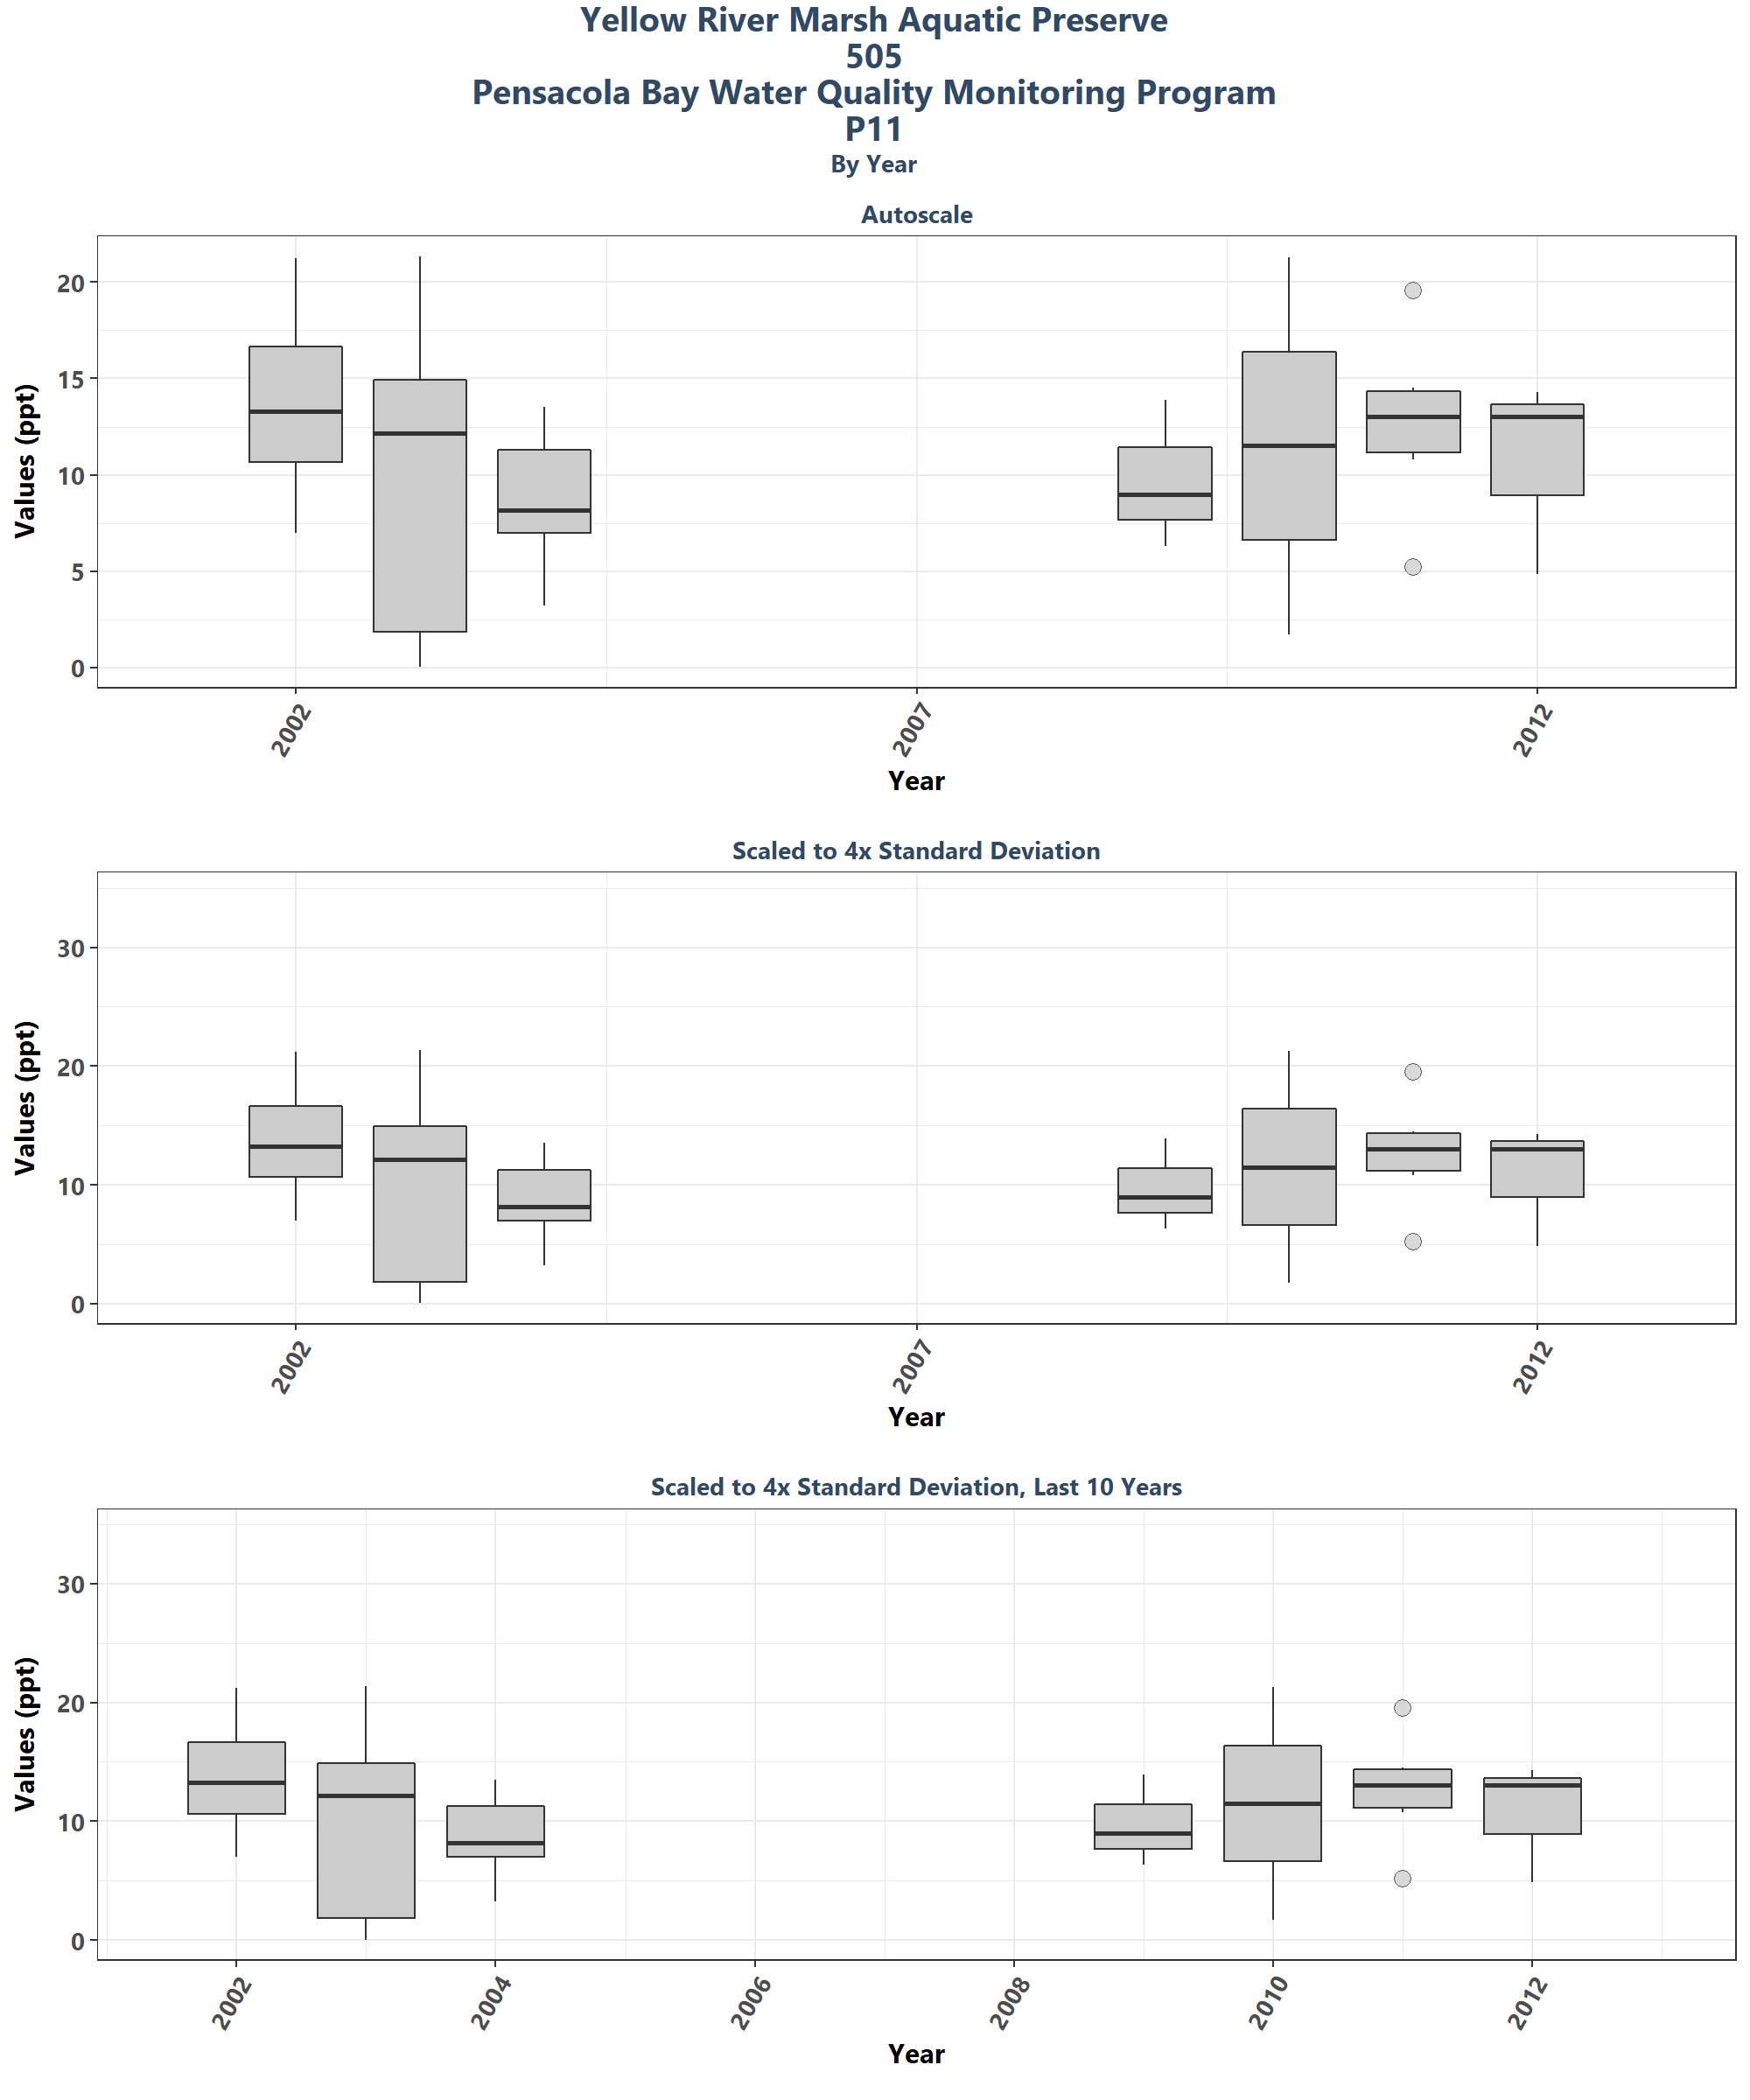 Yellow River Marsh Aquatic Preserve
505
Pensacola Bay Water Quality Monitoring Program
P11
By Year
Autoscale
Values (ppt)
20
15
10
5
0
2002
2007
2012
Year
Scaled to 4x Standard Deviation
Values (ppt)
30
20
10
0
2002
2007
2012
Year
Scaled to 4x Standard Deviation, Last 10 Years
Values (ppt)
30
20
10
0
2002
2004
2006
2008
2010
2012
Year